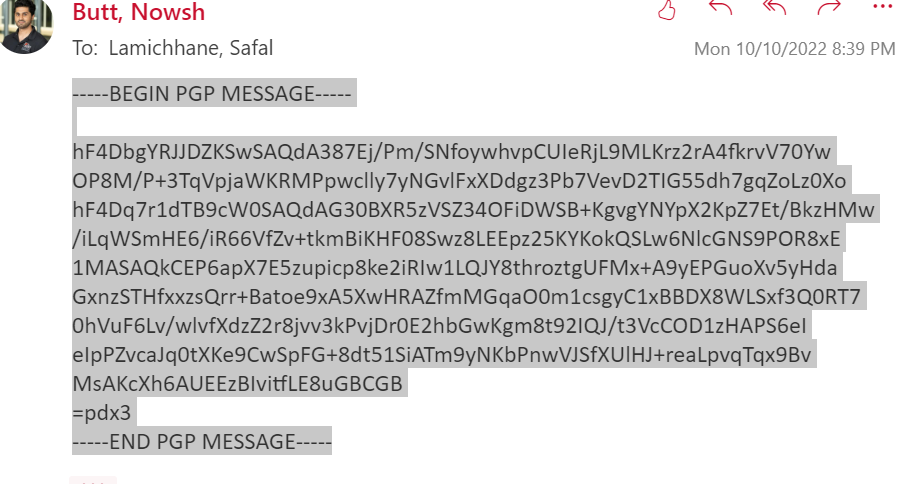 Butt, Nowsh
To: Lamichhane, Safal
Mon 10/10/2022 8:39 PM
-----BEGIN PGP MESSAGE-----
hF4DbgYRJJDZKSwSAQdA387Ej/Pm/SNfoywhvpCUIeRjL9MLKrz2rA4fkrvV70Yw
OP8M/P+3TqVpjaWKRMPpwclly7yNGvlFxXDdgz3Pb7VevD2TIG55dh7gqZoLz0Xo
hF4Dq7r1dTB9cW0SAQdAG30BXR5zVSZ34OFiDWSB+KgvgYNYpX2KpZ7Et/BkzHMw
/iLqWSmHE6/iR66VfZv+tkmBiKHF08Swz8LEEpz25KYKokQSLw6NlcGNS9POR8xE
1MASAQkCEP6apX7E5zupicp8ke2iRIw1LQJY8throztgUFMx+A9yEPGuoXv5yHda
GxnzSTHfxxzsQrr+Batoe9xA5XwHRAZfmMGqaO0m1csgyC1xBBDX8WLSxf3Q0RT7
0hVuF6Lv/wlvfXdzZ2r8jvv3kPvjDr0E2hbGwKgm8t92IQJ/t3VcCOD1zHAPS6eI
eIpPZvcaJq0tXKe9CwSpFG+8dt51SiATm9yNKbPnwVJSfXUlHJ+reaLpvqTqx9Bv
MsAKcXh6AUEEzBIvitfLE8uGBCGB
=pdx3
-----END PGP MESSAGE-----